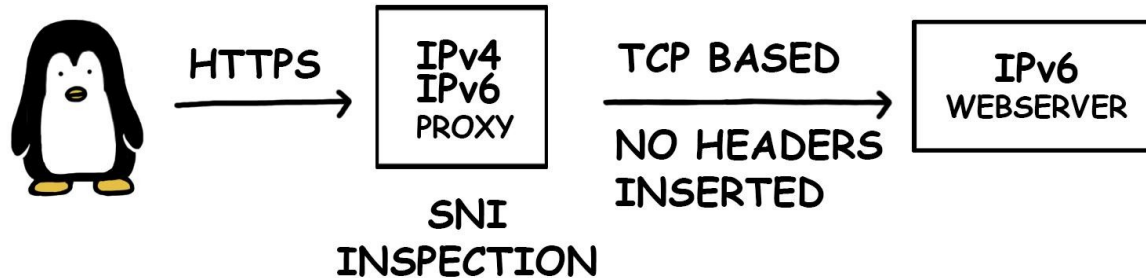 HTTPS
IPv4
IPv6
PROXY
SNI
INSPECTION
TCP BASED
NO HEADERS
INSERTED
IPv6
WEBSERVER